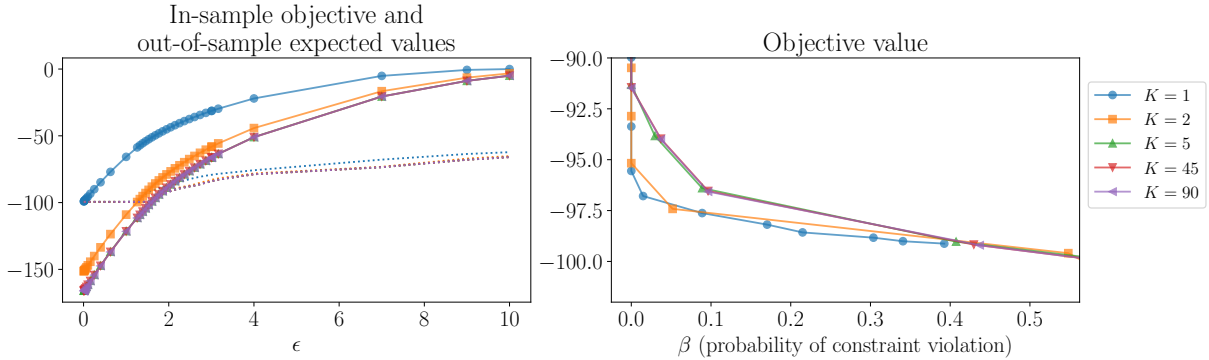 In-sample objective and
out-of-sample expected values
0
−50
−100
−150
0
2
4
6
8
10
ϵ
Objective value
−90.0
−92.5
−95.0
−97.5
−100.0
0.0
0.1
0.2
0.3
0.4
0.5
β (probability of constraint violation)
K = 1
K = 2
K = 5
K = 45
K = 90